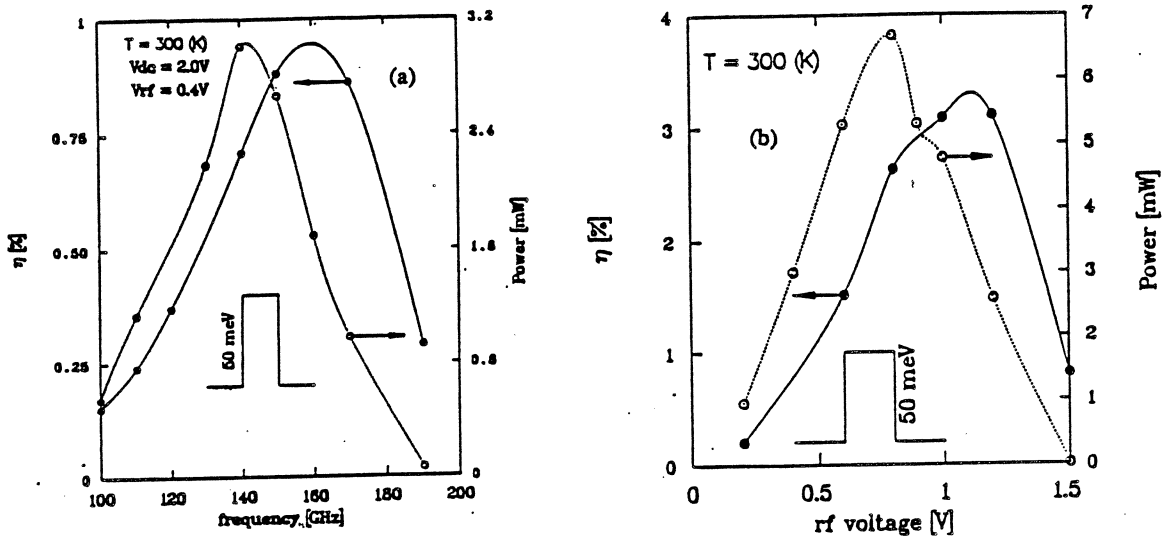 1
0.75
0.50
0.25
0
η [%]
T = 300 (K)
Vdc = 2.0V
Vrf = 0.4V
(a)
50 meV
3.2
2.4
1.6
0.8
0
Power [mW]
100 120 140 160 180 200
frequency [GHz]
4
3
2
1
0
η [%]
T = 300 (K)
(b)
50 meV
7
6
5
4
3
2
1
0
Power [mW]
0 0.5 1 1.5
rf voltage [V]